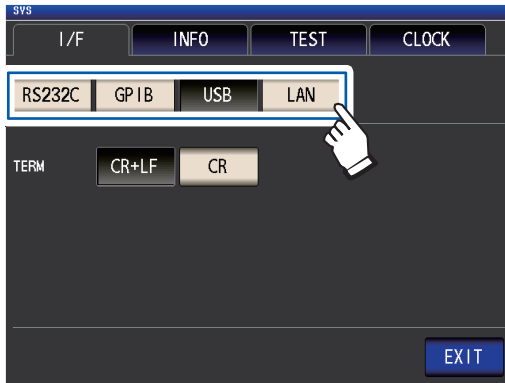 SYS
I/F INFO TEST CLOCK
RS232C GPIB USB LAN
TERM CR+LF CR
EXIT